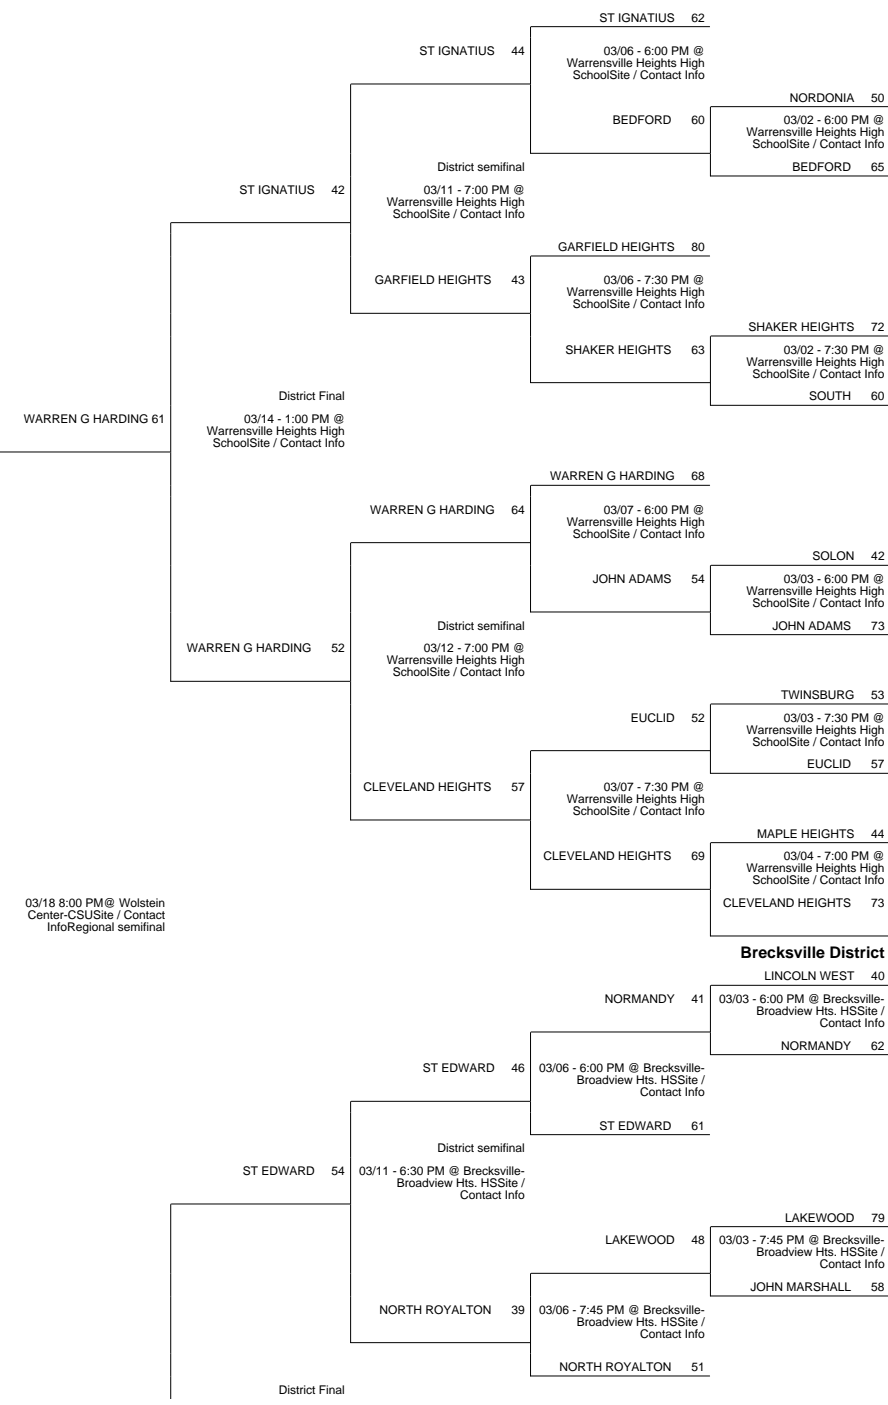 ST IGNATIUS 62
ST IGNATIUS 44
03/06 - 6:00 PM @
Warrensville Heights High
SchoolSite / Contact Info
NORDONIA 50
BEDFORD 60
03/02 - 6:00 PM @
Warrensville Heights High
SchoolSite / Contact Info
District semifinal
BEDFORD 65
ST IGNATIUS 42
03/11 - 7:00 PM @
Warrensville Heights High
SchoolSite / Contact Info
GARFIELD HEIGHTS 80
GARFIELD HEIGHTS 43
03/06 - 7:30 PM @
Warrensville Heights High
SchoolSite / Contact Info
SHAKER HEIGHTS 72
SHAKER HEIGHTS 63
03/02 - 7:30 PM @
Warrensville Heights High
SchoolSite / Contact Info
District Final
SOUTH 60
WARREN G HARDING 61
03/14 - 1:00 PM @
Warrensville Heights High
SchoolSite / Contact Info
WARREN G HARDING 68
WARREN G HARDING 64
03/07 - 6:00 PM @
Warrensville Heights High
SchoolSite / Contact Info
SOLON 42
JOHN ADAMS 54
03/03 - 6:00 PM @
Warrensville Heights High
SchoolSite / Contact Info
District semifinal
JOHN ADAMS 73
WARREN G HARDING 52
03/12 - 7:00 PM @
Warrensville Heights High
SchoolSite / Contact Info
TWINSBURG 53
EUCLID 52
03/03 - 7:30 PM @
Warrensville Heights High
SchoolSite / Contact Info
EUCLID 57
CLEVELAND HEIGHTS 57
03/07 - 7:30 PM @
Warrensville Heights High
SchoolSite / Contact Info
MAPLE HEIGHTS 44
CLEVELAND HEIGHTS 69
03/04 - 7:00 PM @
Warrensville Heights High
SchoolSite / Contact Info
CLEVELAND HEIGHTS 73
03/18 8:00 PM@ Wolstein
Center-CSUSite / Contact
InfoRegional semifinal
Brecksville District
LINCOLN WEST 40
NORMANDY 41
03/03 - 6:00 PM @ Brecksville-
Broadview Hts. HSSite /
Contact Info
NORMANDY 62
ST EDWARD 46
03/06 - 6:00 PM @ Brecksville-
Broadview Hts. HSSite /
Contact Info
ST EDWARD 61
District semifinal
ST EDWARD 54
03/11 - 6:30 PM @ Brecksville-
Broadview Hts. HSSite /
Contact Info
LAKEWOOD 79
LAKEWOOD 48
03/03 - 7:45 PM @ Brecksville-
Broadview Hts. HSSite /
Contact Info
JOHN MARSHALL 58
NORTH ROYALTON 39
03/06 - 7:45 PM @ Brecksville-
Broadview Hts. HSSite /
Contact Info
NORTH ROYALTON 51
District Final